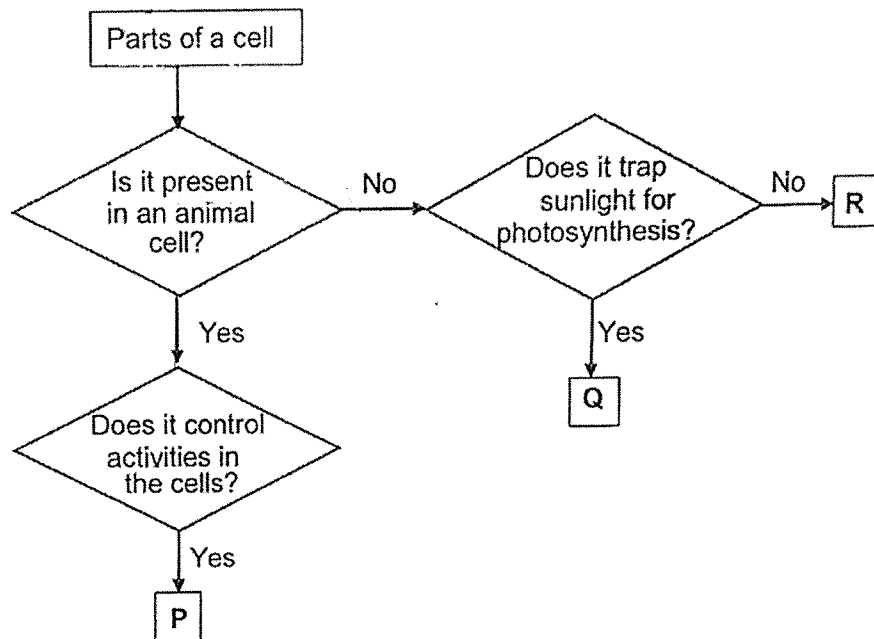 Parts of a cell
Is it present
in an animal
cell?
No
Does it trap
sunlight for
photosynthesis?
No
R
Yes
Yes
Q
Does it control
activities in
the cells?
Yes
P